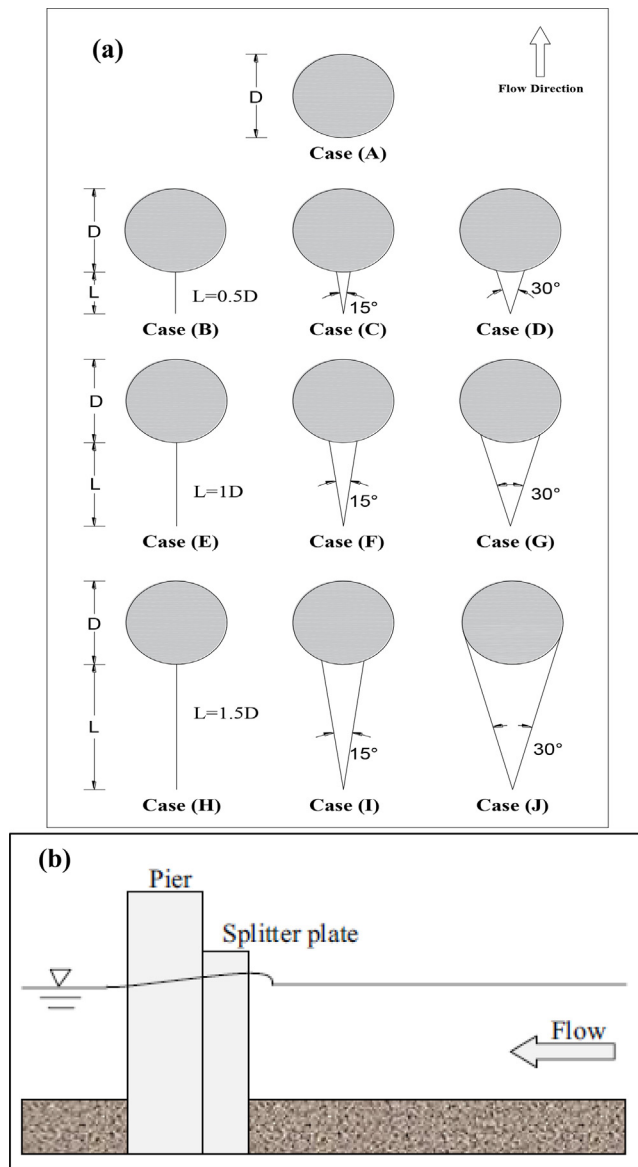 (a)
D
Flow Direction
Case (A)
D
L
L=0.5D
15°
30°
Case (B)
Case (C)
Case (D)
D
L
L=1D
15°
30°
Case (E)
Case (F)
Case (G)
D
L
L=1.5D
15°
30°
Case (H)
Case (I)
Case (J)
(b)
Pier
Splitter plate
Flow